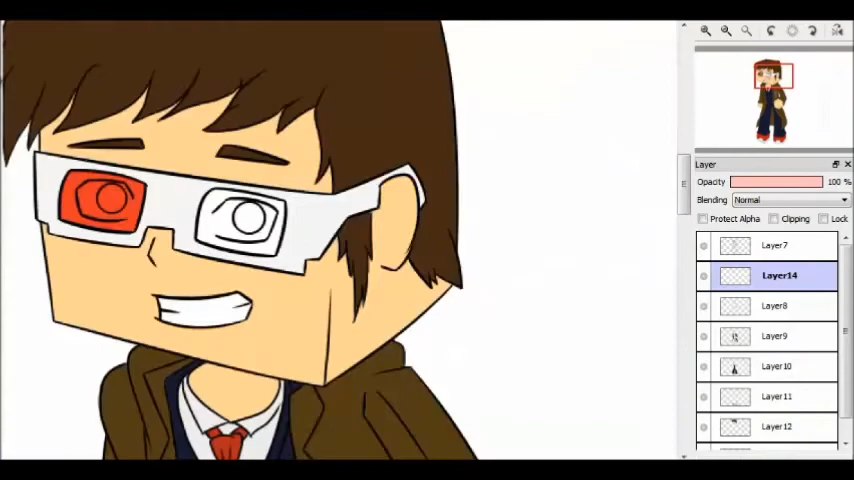 Layer
Opacity 100 %
Blending Normal
Protect Alpha Clipping Lock
Layer7
Layer14
Layer8
Layer9
Layer10
Layer11
Layer12